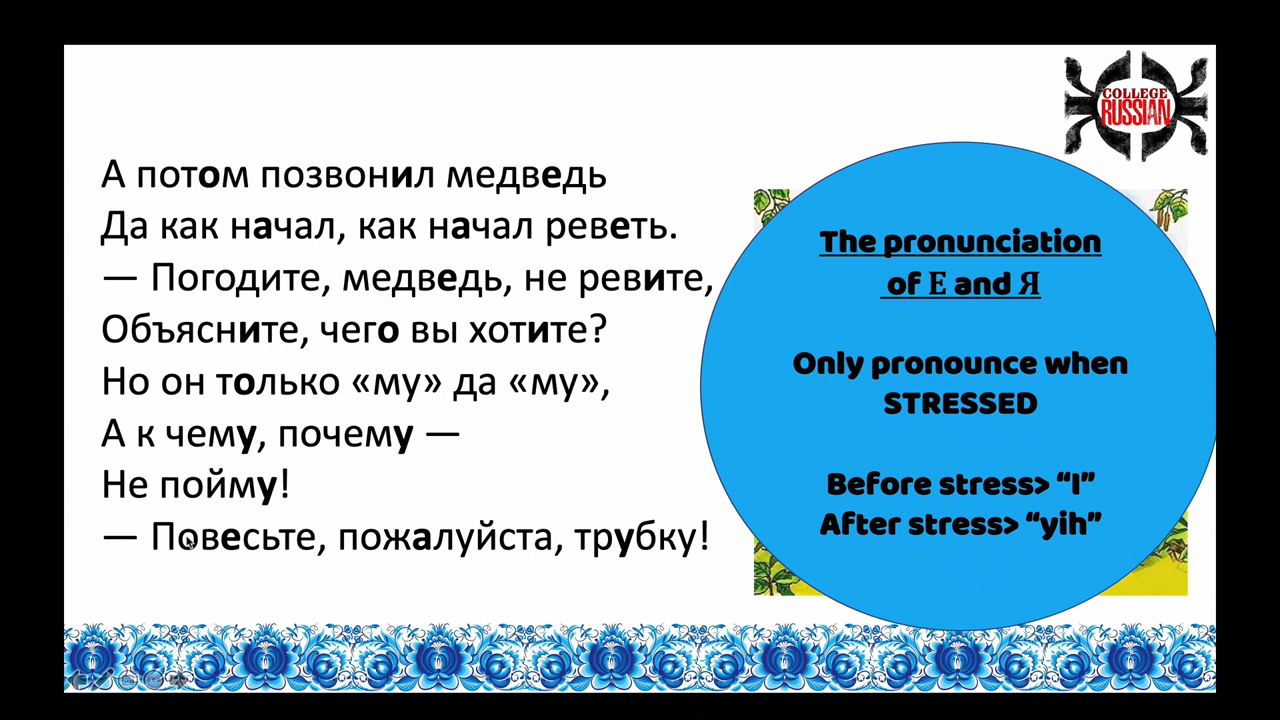 COLLEGE
RUSSIAN
А потом позвонил медведь
Да как начал, как начал реветь.
— Погодите, медведь, не ревите,
Объясните, чего вы хотите?
Но он только «му» да «му»,
А к чему, почему —
Не пойму!
— Повесьте, пожалуйста, трубку!
The pronunciation
of Е and Я
Only pronounce when
STRESSED
Before stress> “I”
After stress> “yih”